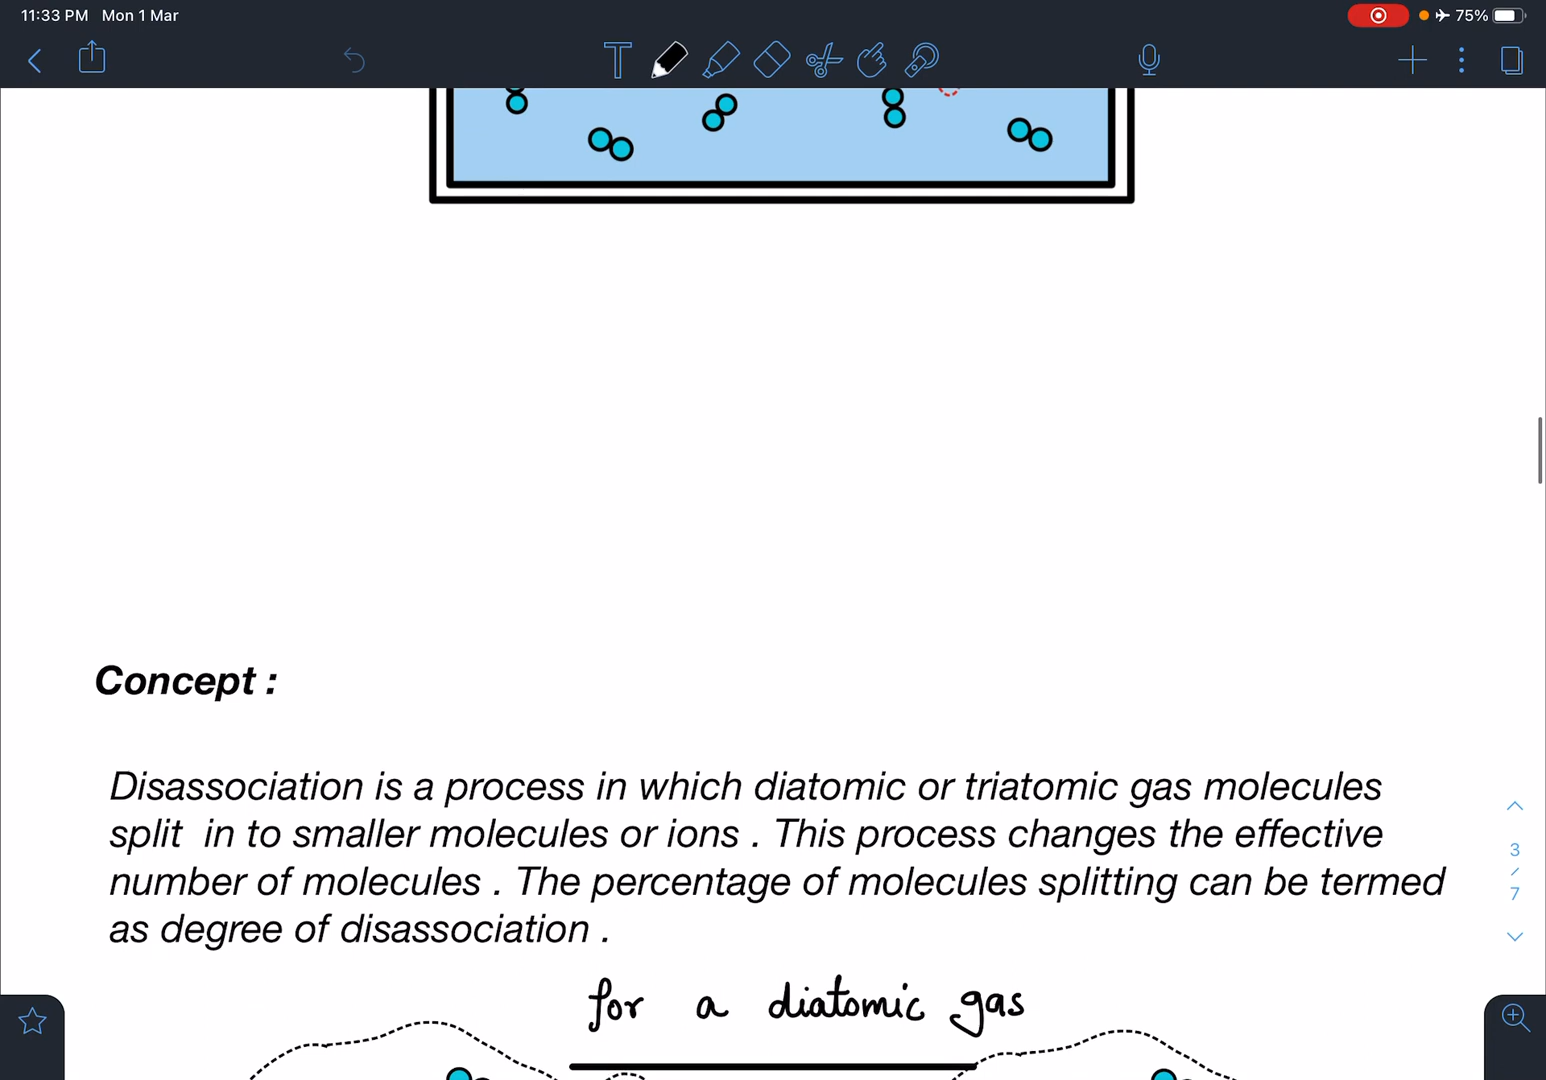 11:33 PM Mon 1 Mar
75%
T
Concept :
Disassociation is a process in which diatomic or triatomic gas molecules
split in to smaller molecules or ions . This process changes the effective
number of molecules . The percentage of molecules splitting can be termed
as degree of disassociation .
3
/
7
for a diatomic gas